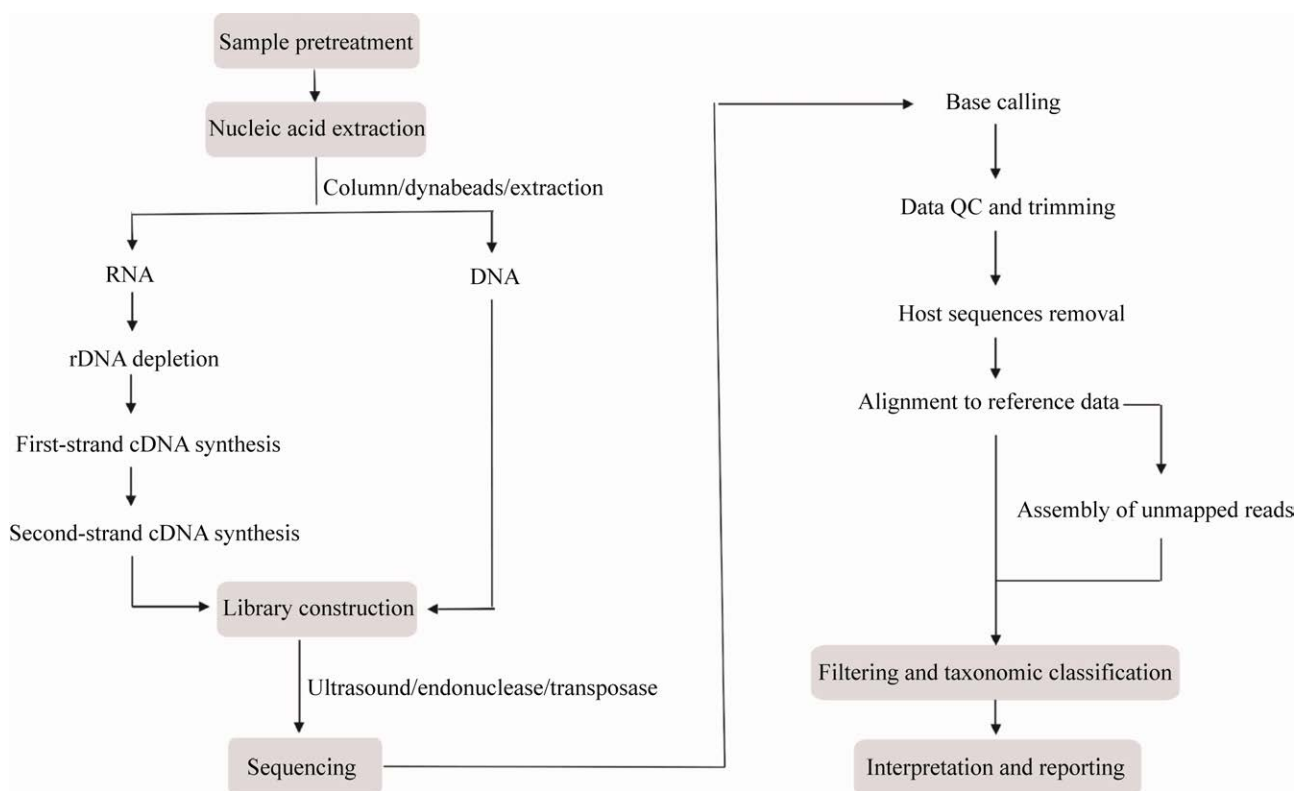 Sample pretreatment
Nucleic acid extraction
Column/dynabeads/extraction
RNA
DNA
rDNA depletion
First-strand cDNA synthesis
Second-strand cDNA synthesis
Library construction
Ultrasound/endonuclease/transposase
Sequencing
Base calling
Data QC and trimming
Host sequences removal
Alignment to reference data
Assembly of unmapped reads
Filtering and taxonomic classification
Interpretation and reporting